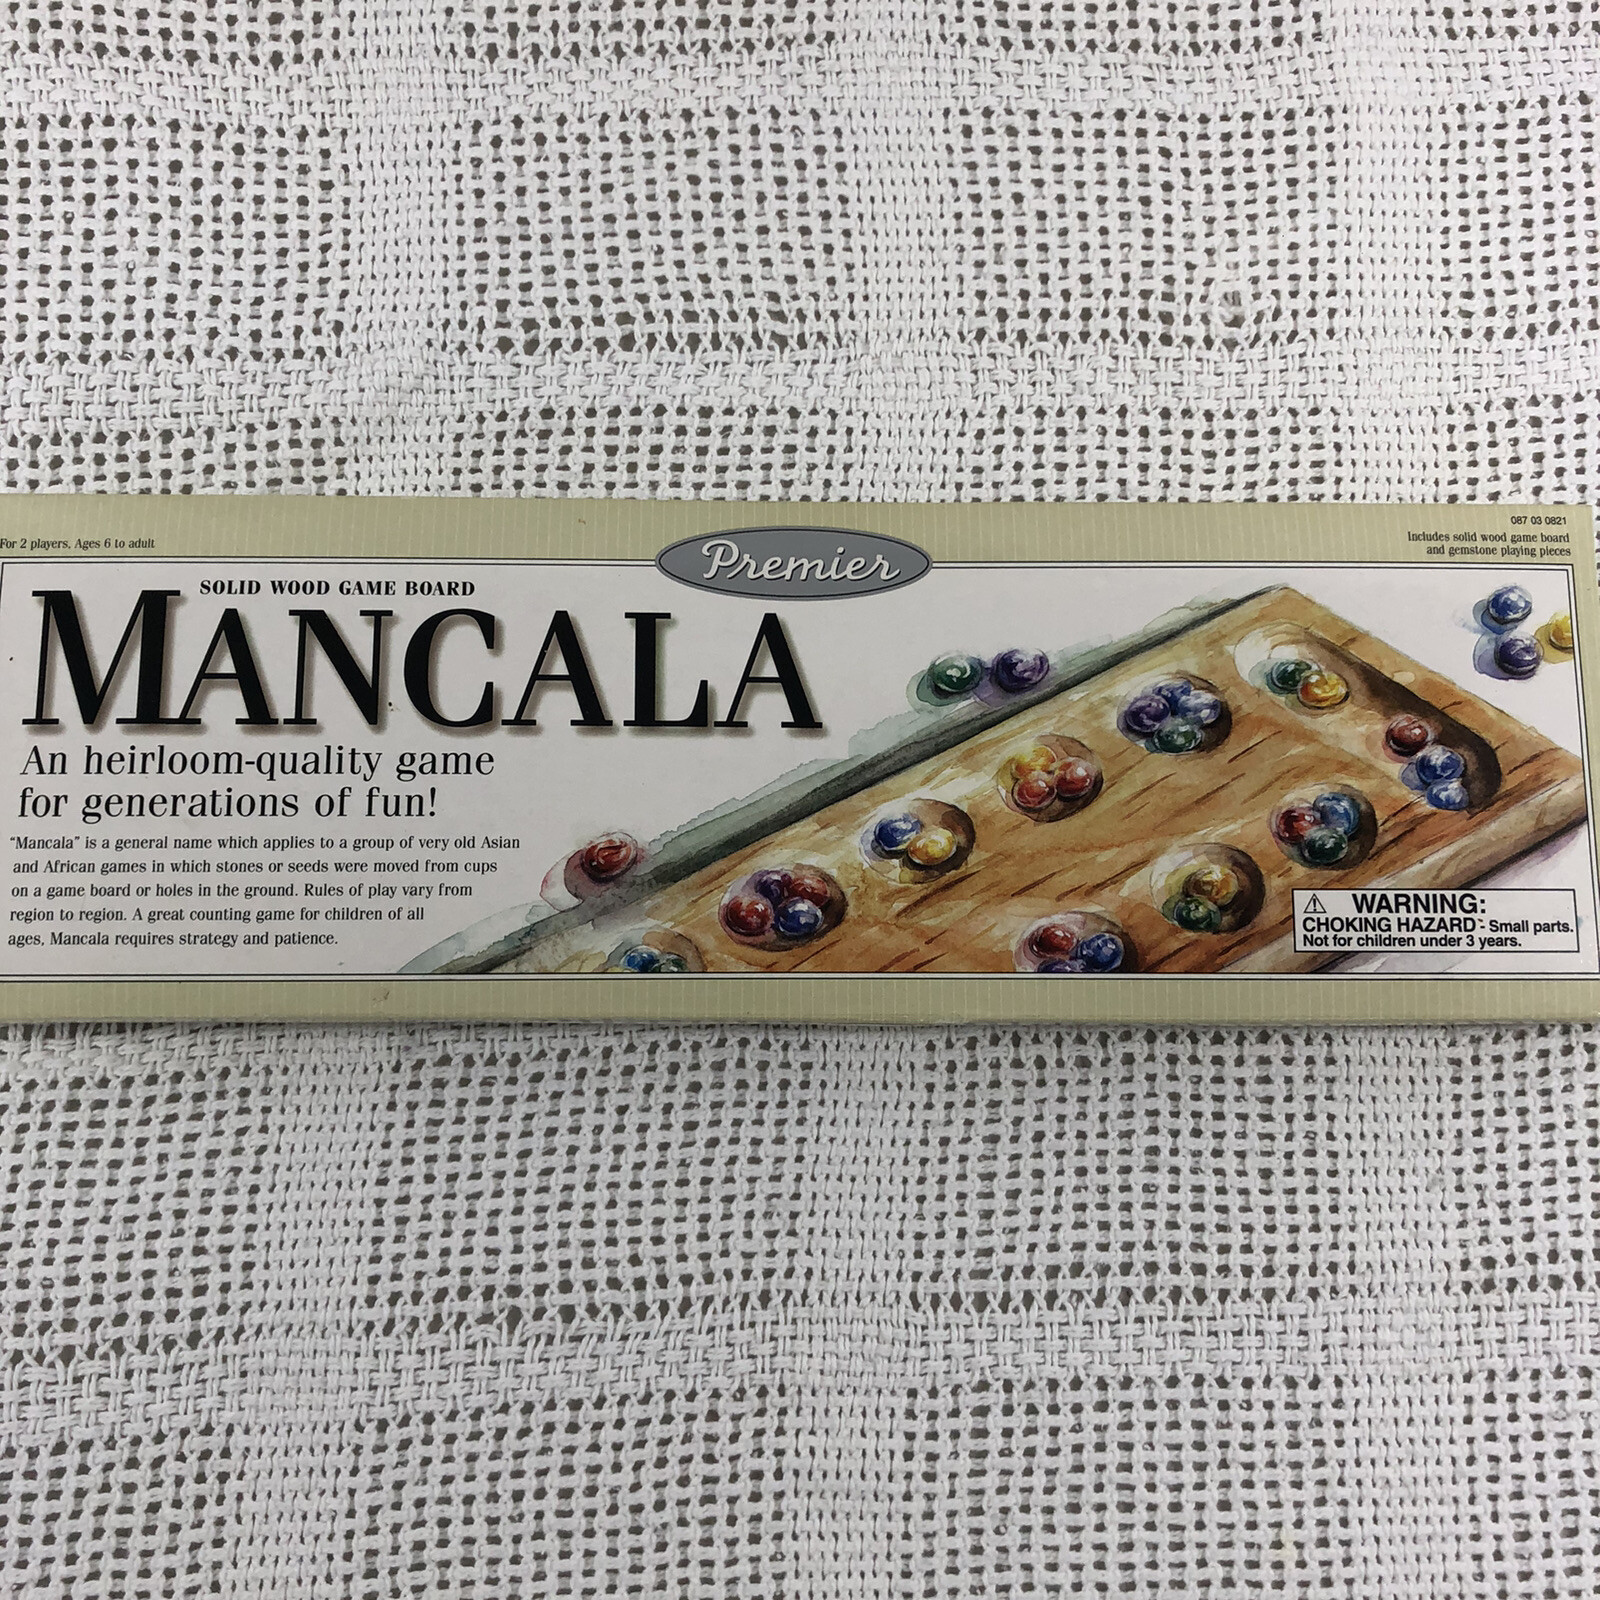 087 03 0821
For 2 players, Ages 6 to adult
Premier
Includes solid wood game board
and gemstone playing pieces
SOLID WOOD GAME BOARD
MANCALA
An heirloom-quality game
for generations of fun!
"Mancala" is a general name which applies to a group of very old Asian
and African games in which stones or seeds were moved from cups
on a game board or holes in the ground. Rules of play vary from
region to region. A great counting game for children of all
ages, Mancala requires strategy and patience.
WARNING:
CHOKING HAZARD - Small parts.
Not for children under 3 years.